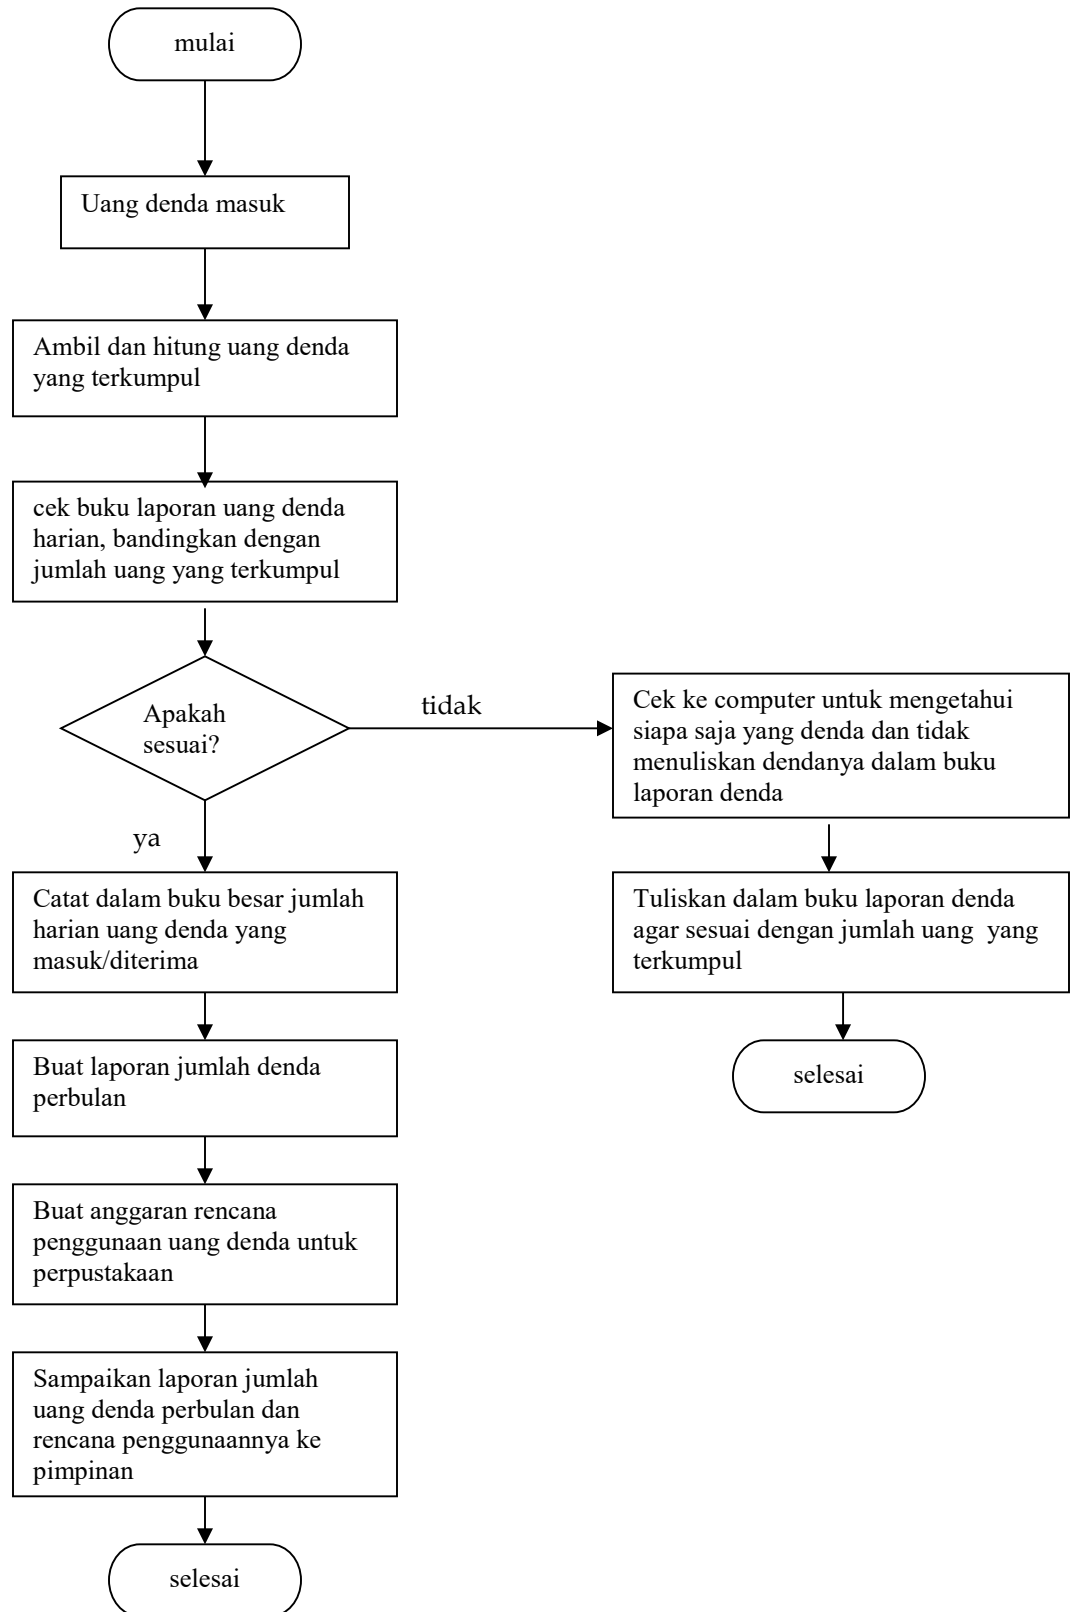 mulai
Uang denda masuk
Ambil dan hitung uang denda
yang terkumpul
cek buku laporan uang denda
harian, bandingkan dengan
jumlah uang yang terkumpul
Apakah
sesuai?
tidak
Cek ke computer untuk mengetahui
siapa saja yang denda dan tidak
menuliskan dendanya dalam buku
laporan denda
ya
Catat dalam buku besar jumlah
harian uang denda yang
masuk/diterima
Tuliskan dalam buku laporan denda
agar sesuai dengan jumlah uang  yang
terkumpul
Buat laporan jumlah denda
perbulan
selesai
Buat anggaran rencana
penggunaan uang denda untuk
perpustakaan
Sampaikan laporan jumlah
uang denda perbulan dan
rencana penggunaannya ke
pimpinan
selesai